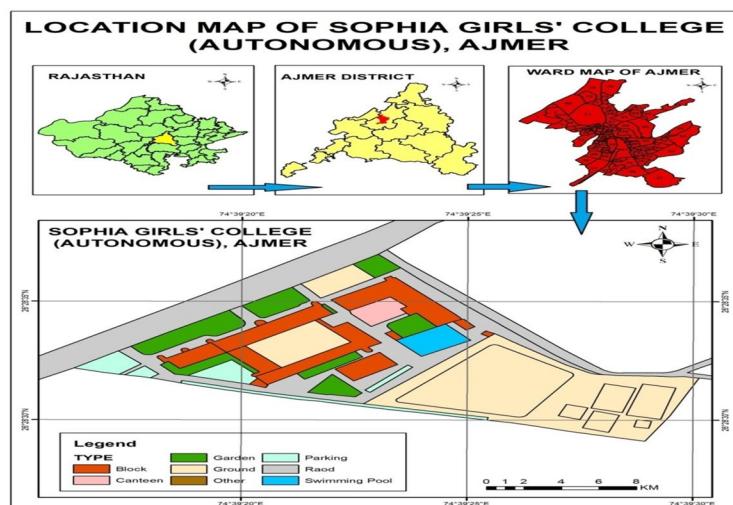 LOCATION MAP OF SOPHIA GIRLS' COLLEGE
(AUTONOMOUS), AJMER
RAJASTHAN
AJMER DISTRICT
WARD MAP OF AJMER
74°39'20"E
74°39'25"E
74°39'30"E
SOPHIA GIRLS' COLLEGE
(AUTONOMOUS), AJMER
N
W E
S
Legend
TYPE
Block
Canteen
Garden
Ground
Other
Parking
Raod
Swimming Pool
0 1 2 4 6 8
KM
74°39'20"E
74°39'25"E
74°39'30"E